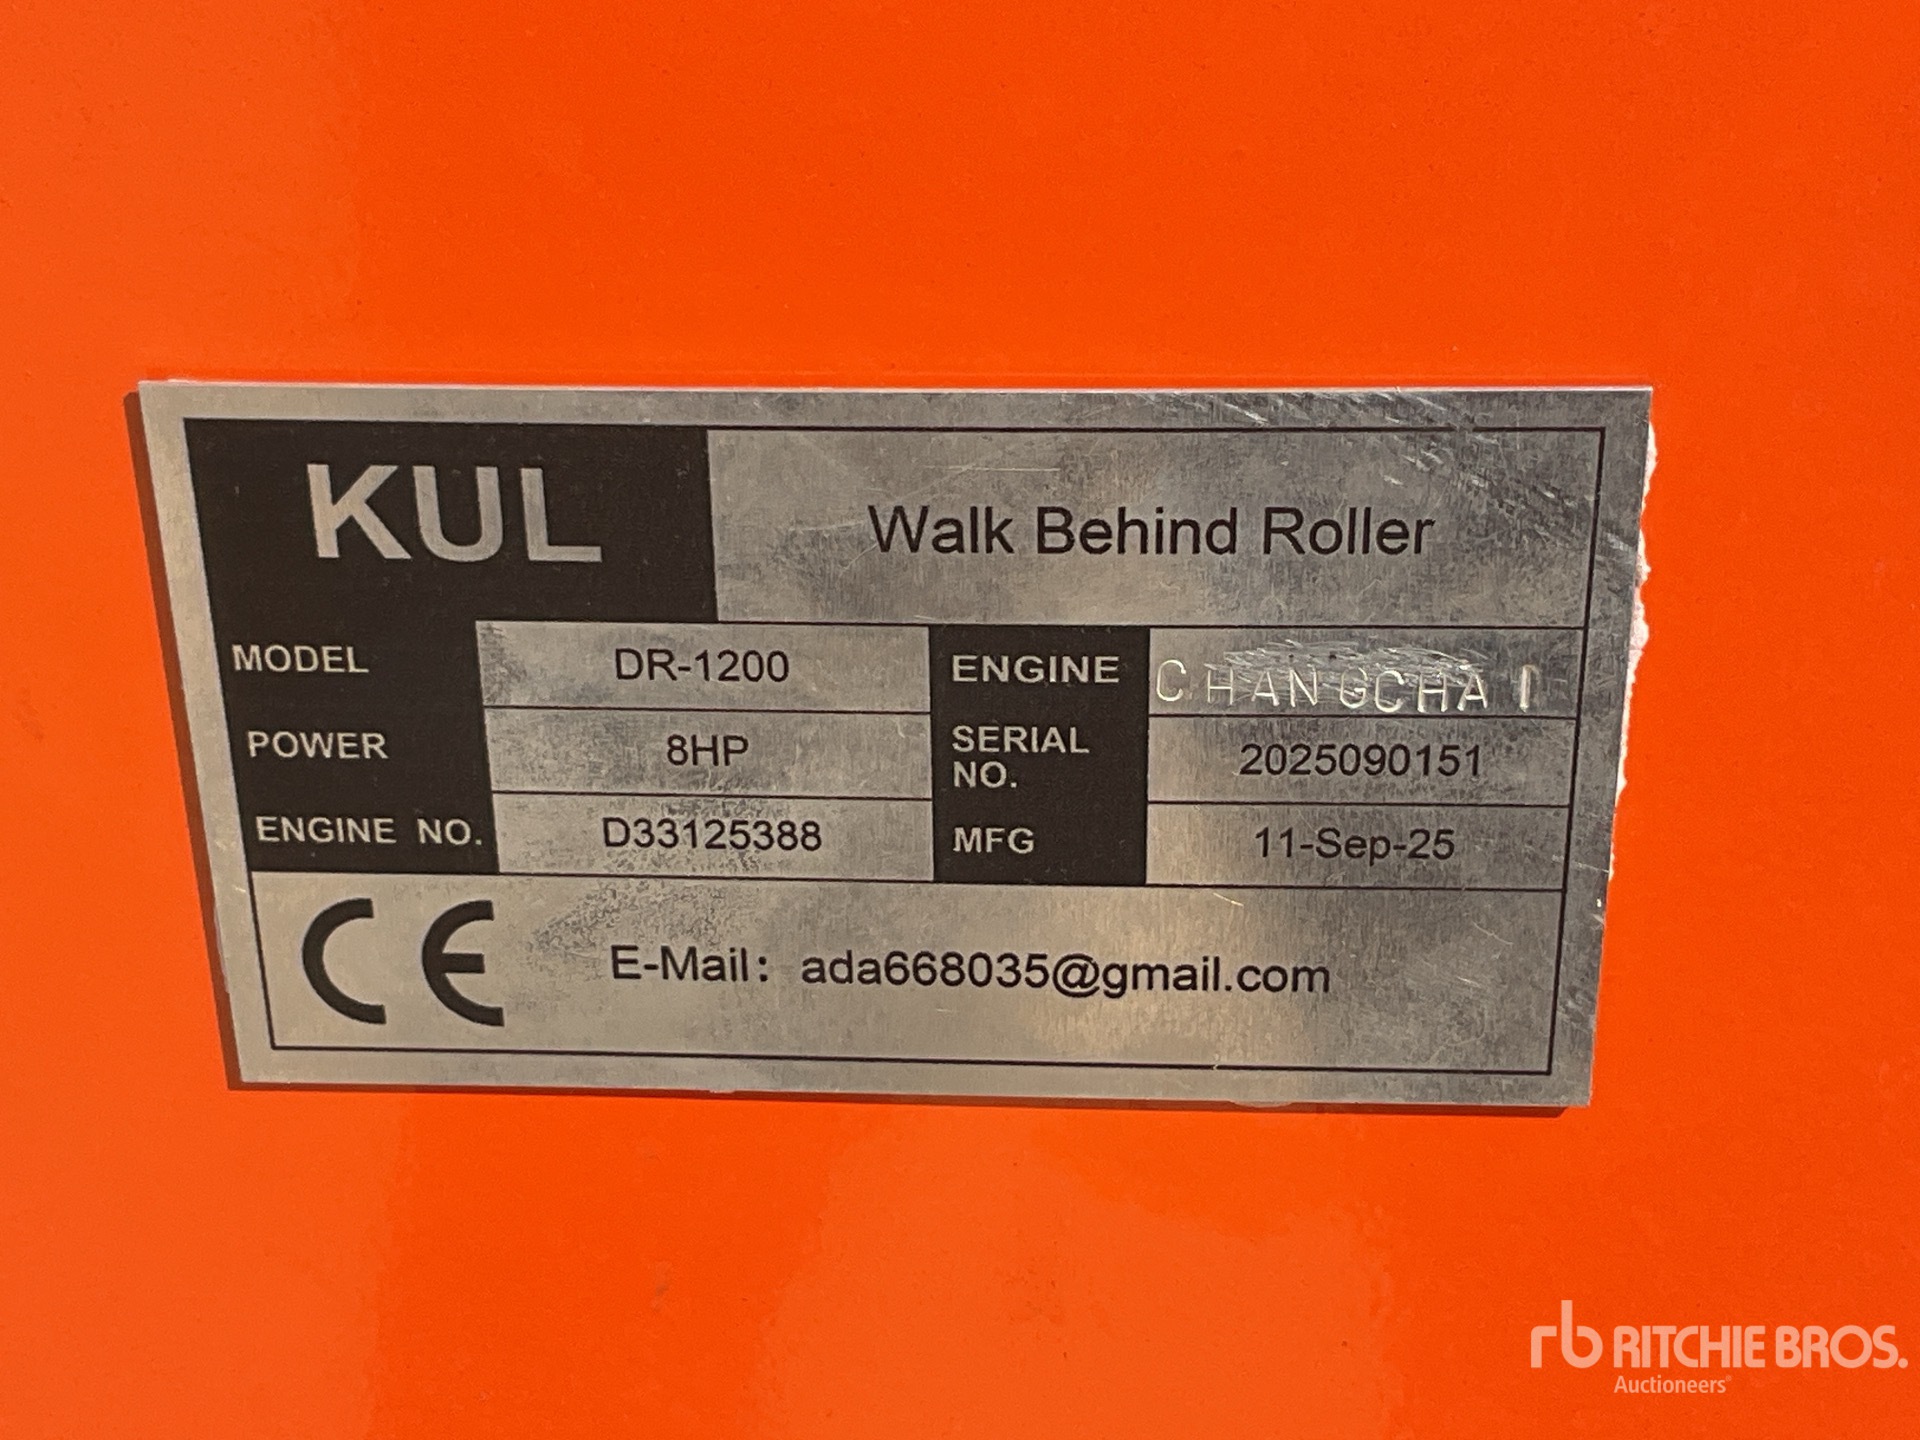 KUL Walk Behind Roller
MODEL DR-1200 ENGINE CHANGCHAI
POWER 8HP SERIAL NO. 2025090151
ENGINE NO. D33125388 MFG 11-Sep-25
CE E-Mail: ada668035@gmail.com
rb RITCHIE BROS.
Auctioneers